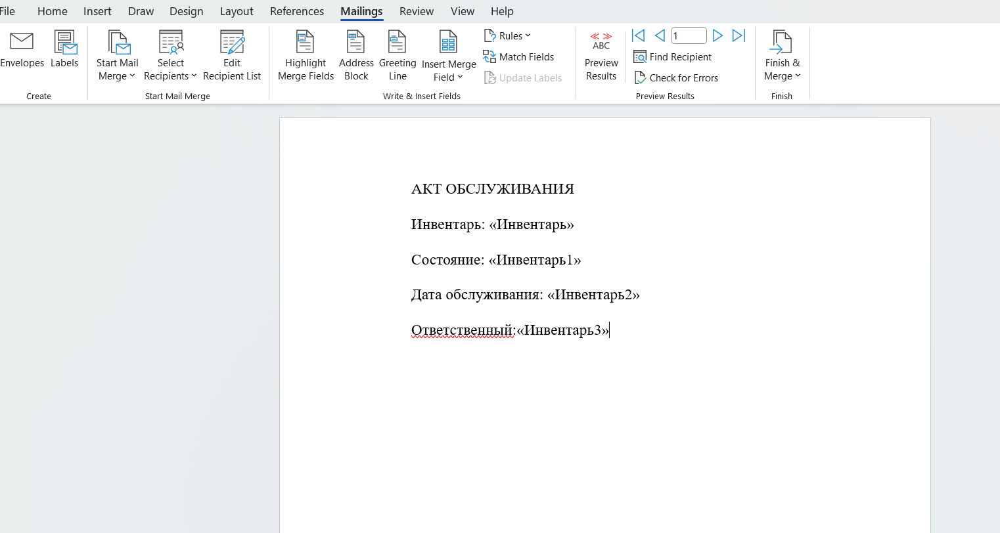 File Home Insert Draw Design Layout References Mailings Review View Help
Envelopes
Labels
Create
Start Mail
Merge
Select
Recipients
Edit
Recipient List
Start Mail Merge
Highlight
Merge Fields
Address
Block
Greeting
Line
Insert Merge
Field
Rules
Match Fields
Update Labels
Write & Insert Fields
ABC
Preview
Results
1
Find Recipient
Check for Errors
Preview Results
Finish &
Merge
Finish
АКТ ОБСЛУЖИВАНИЯ
Инвентарь: «Инвентарь»
Состояние: «Инвентарь1»
Дата обслуживания: «Инвентарь2»
Ответственный:«Инвентарь3»